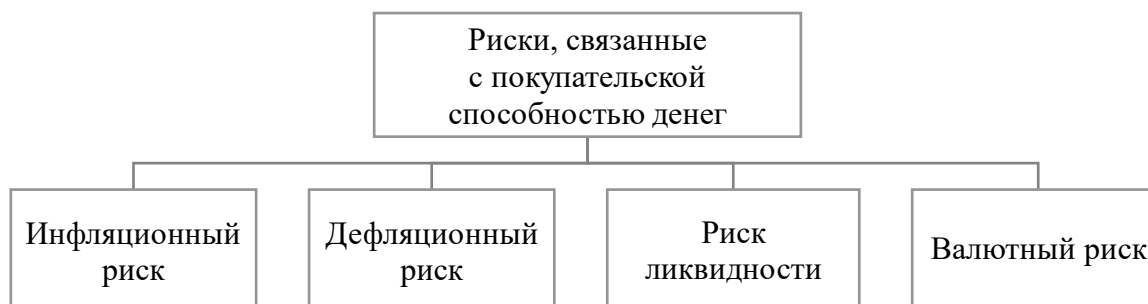 Риски, связанные
с покупательской
способностью денег
Инфляционный
риск
Дефляционный
риск
Риск
ликвидности
Валютный риск